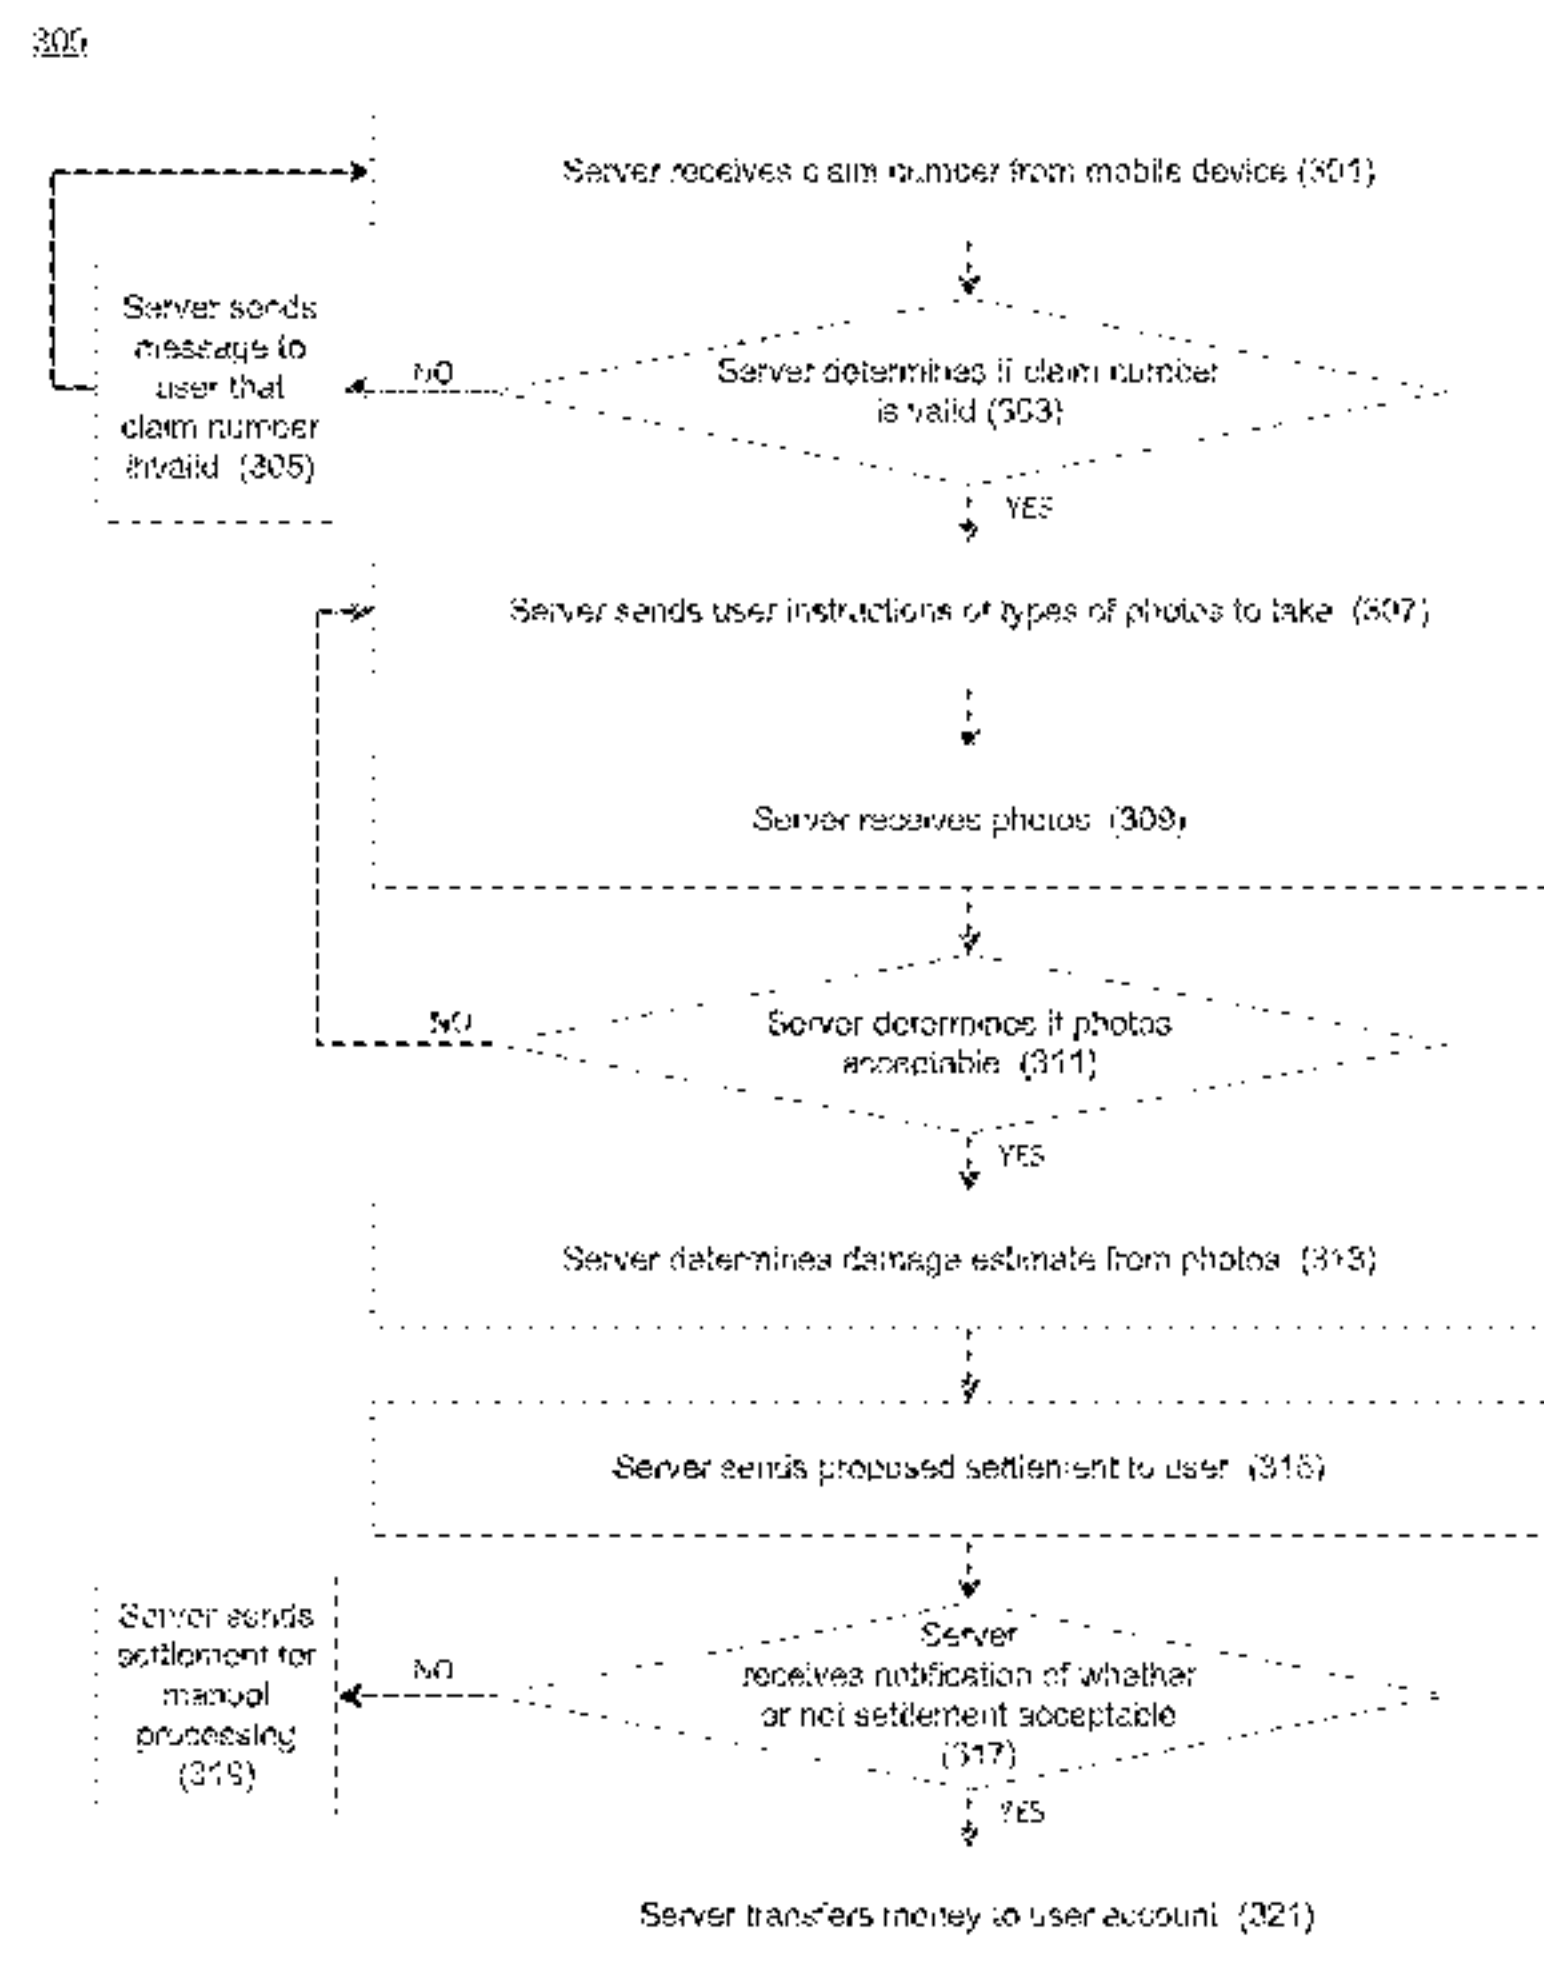 300
Server receives claim number from mobile device (301)
Server sends
message to
user that
claim number
invalid (305)
NO
Server determines if claim number
is valid (303)
YES
Server sends user instructions of types of photos to take (307)
Server receives photos (309)
NO
Server determines if photos
acceptable (311)
YES
Server determines damage estimate from photos (313)
Server sends proposed settlement to user (315)
Server sends
settlement for
manual
processing
(319)
NO
Server
receives notification of whether
or not settlement acceptable
(317)
YES
Server transfers money to user account (321)